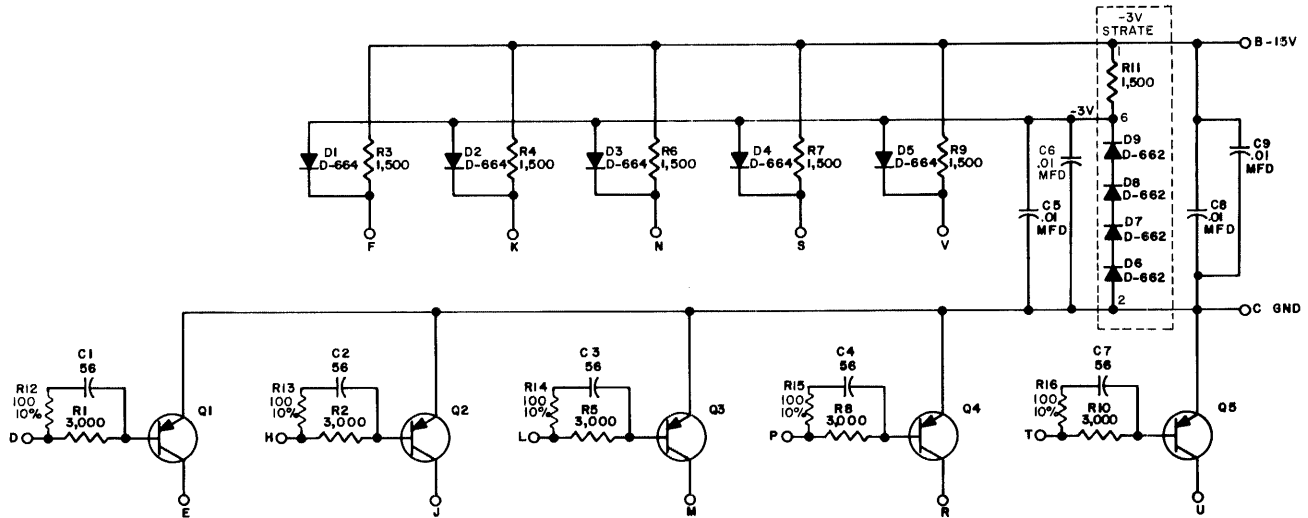 -3V
STRATE
B-15V
1
R11
1,500
-3V
6
D1
D-664
R3
1,500
D2
D-664
R4
1,500
D3
D-664
R6
1,500
D4
D-664
R7
1,500
D5
D-664
R9
1,500
C6
.01
MFD
C5
.01
MFD
D9
D-662
D8
D-662
D7
D-662
D6
D-662
2
C8
.01
MFD
C9
.01
MFD
F
K
N
S
V
C GND
C1
56
R12
100
10%
R1
3,000
D
Q1
E
C2
56
R13
100
10%
R2
3,000
H
Q2
J
C3
56
R14
100
10%
R5
3,000
L
Q3
M
C4
56
R15
100
10%
R8
3,000
P
Q4
R
C7
56
R16
100
10%
R10
3,000
T
Q5
U